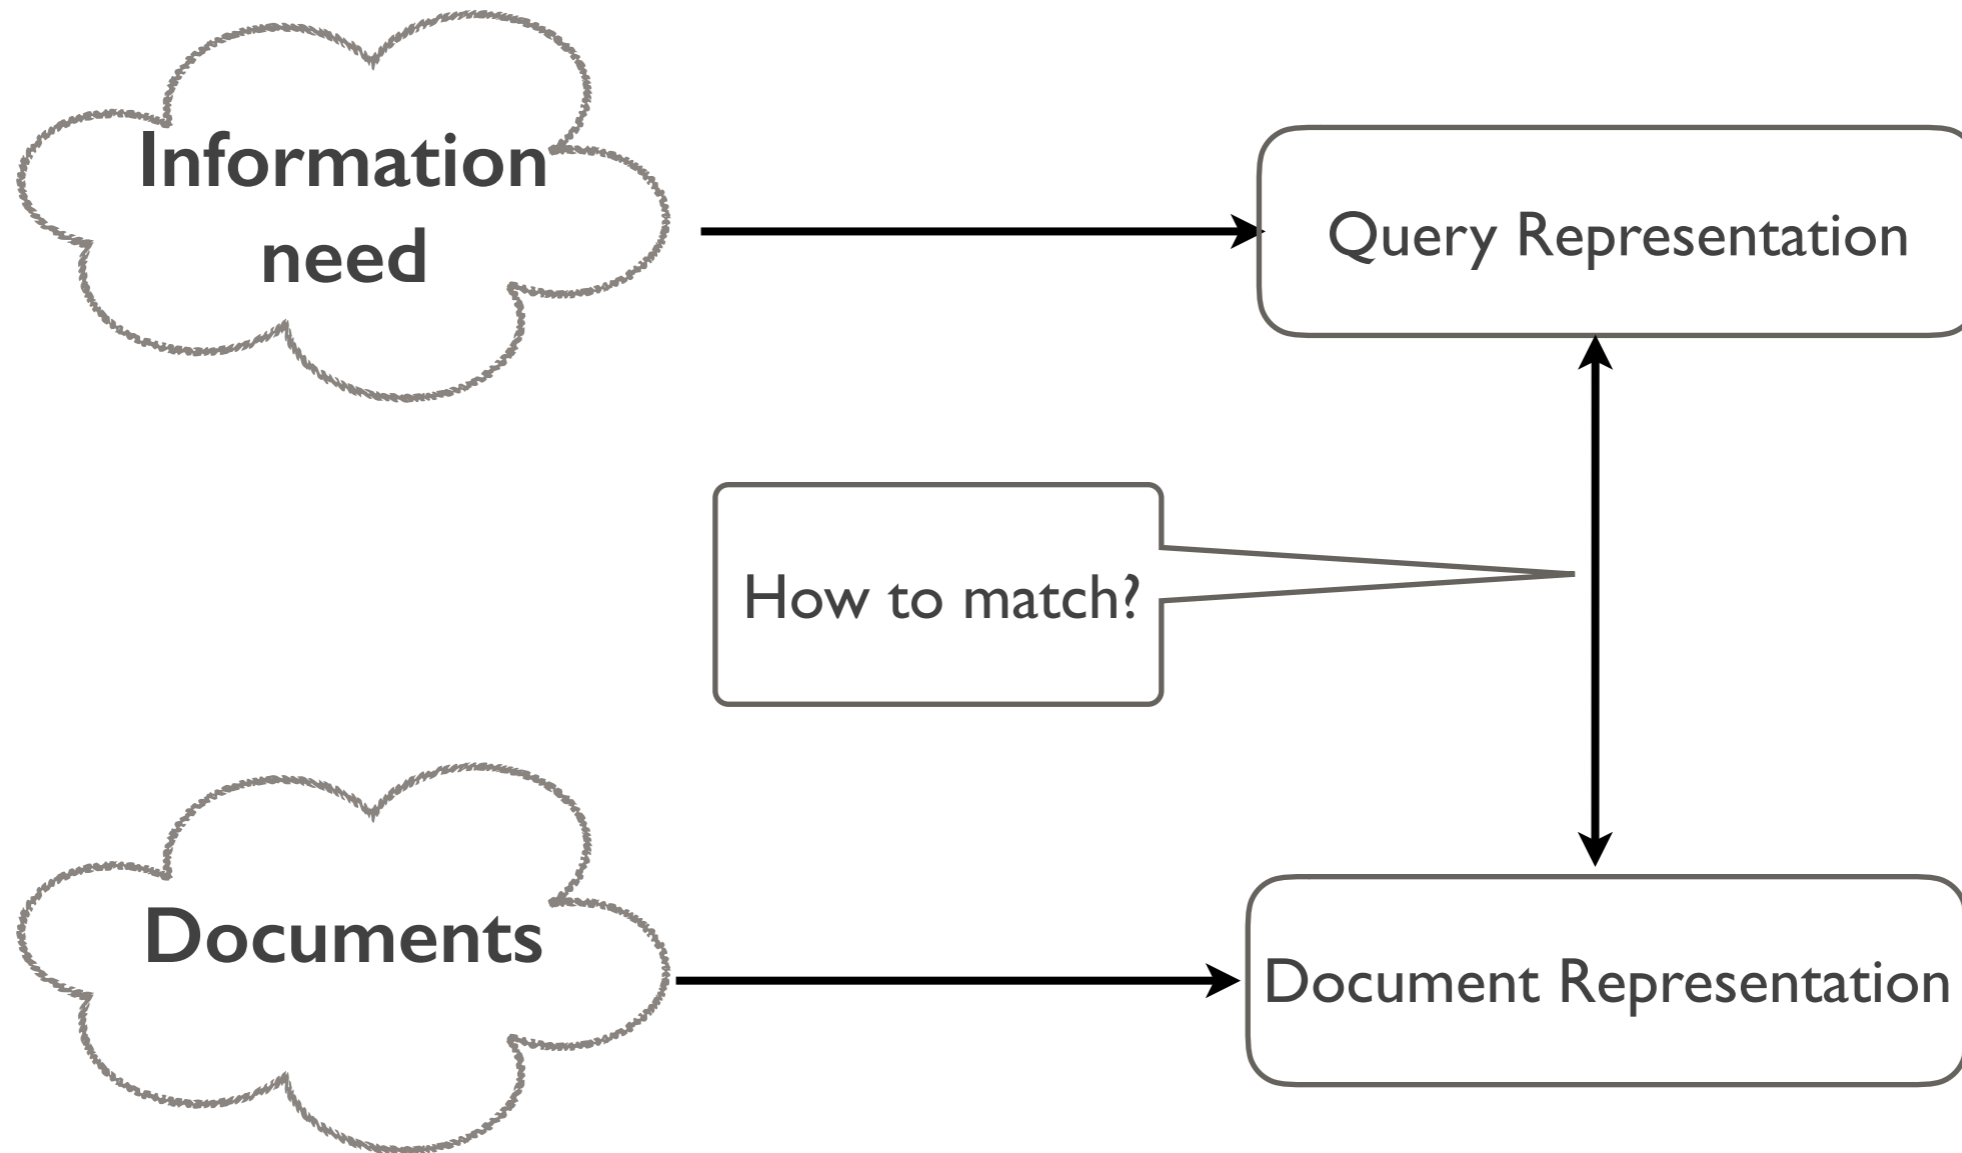 Information
need
Query Representation
How to match?
Documents
Document Representation